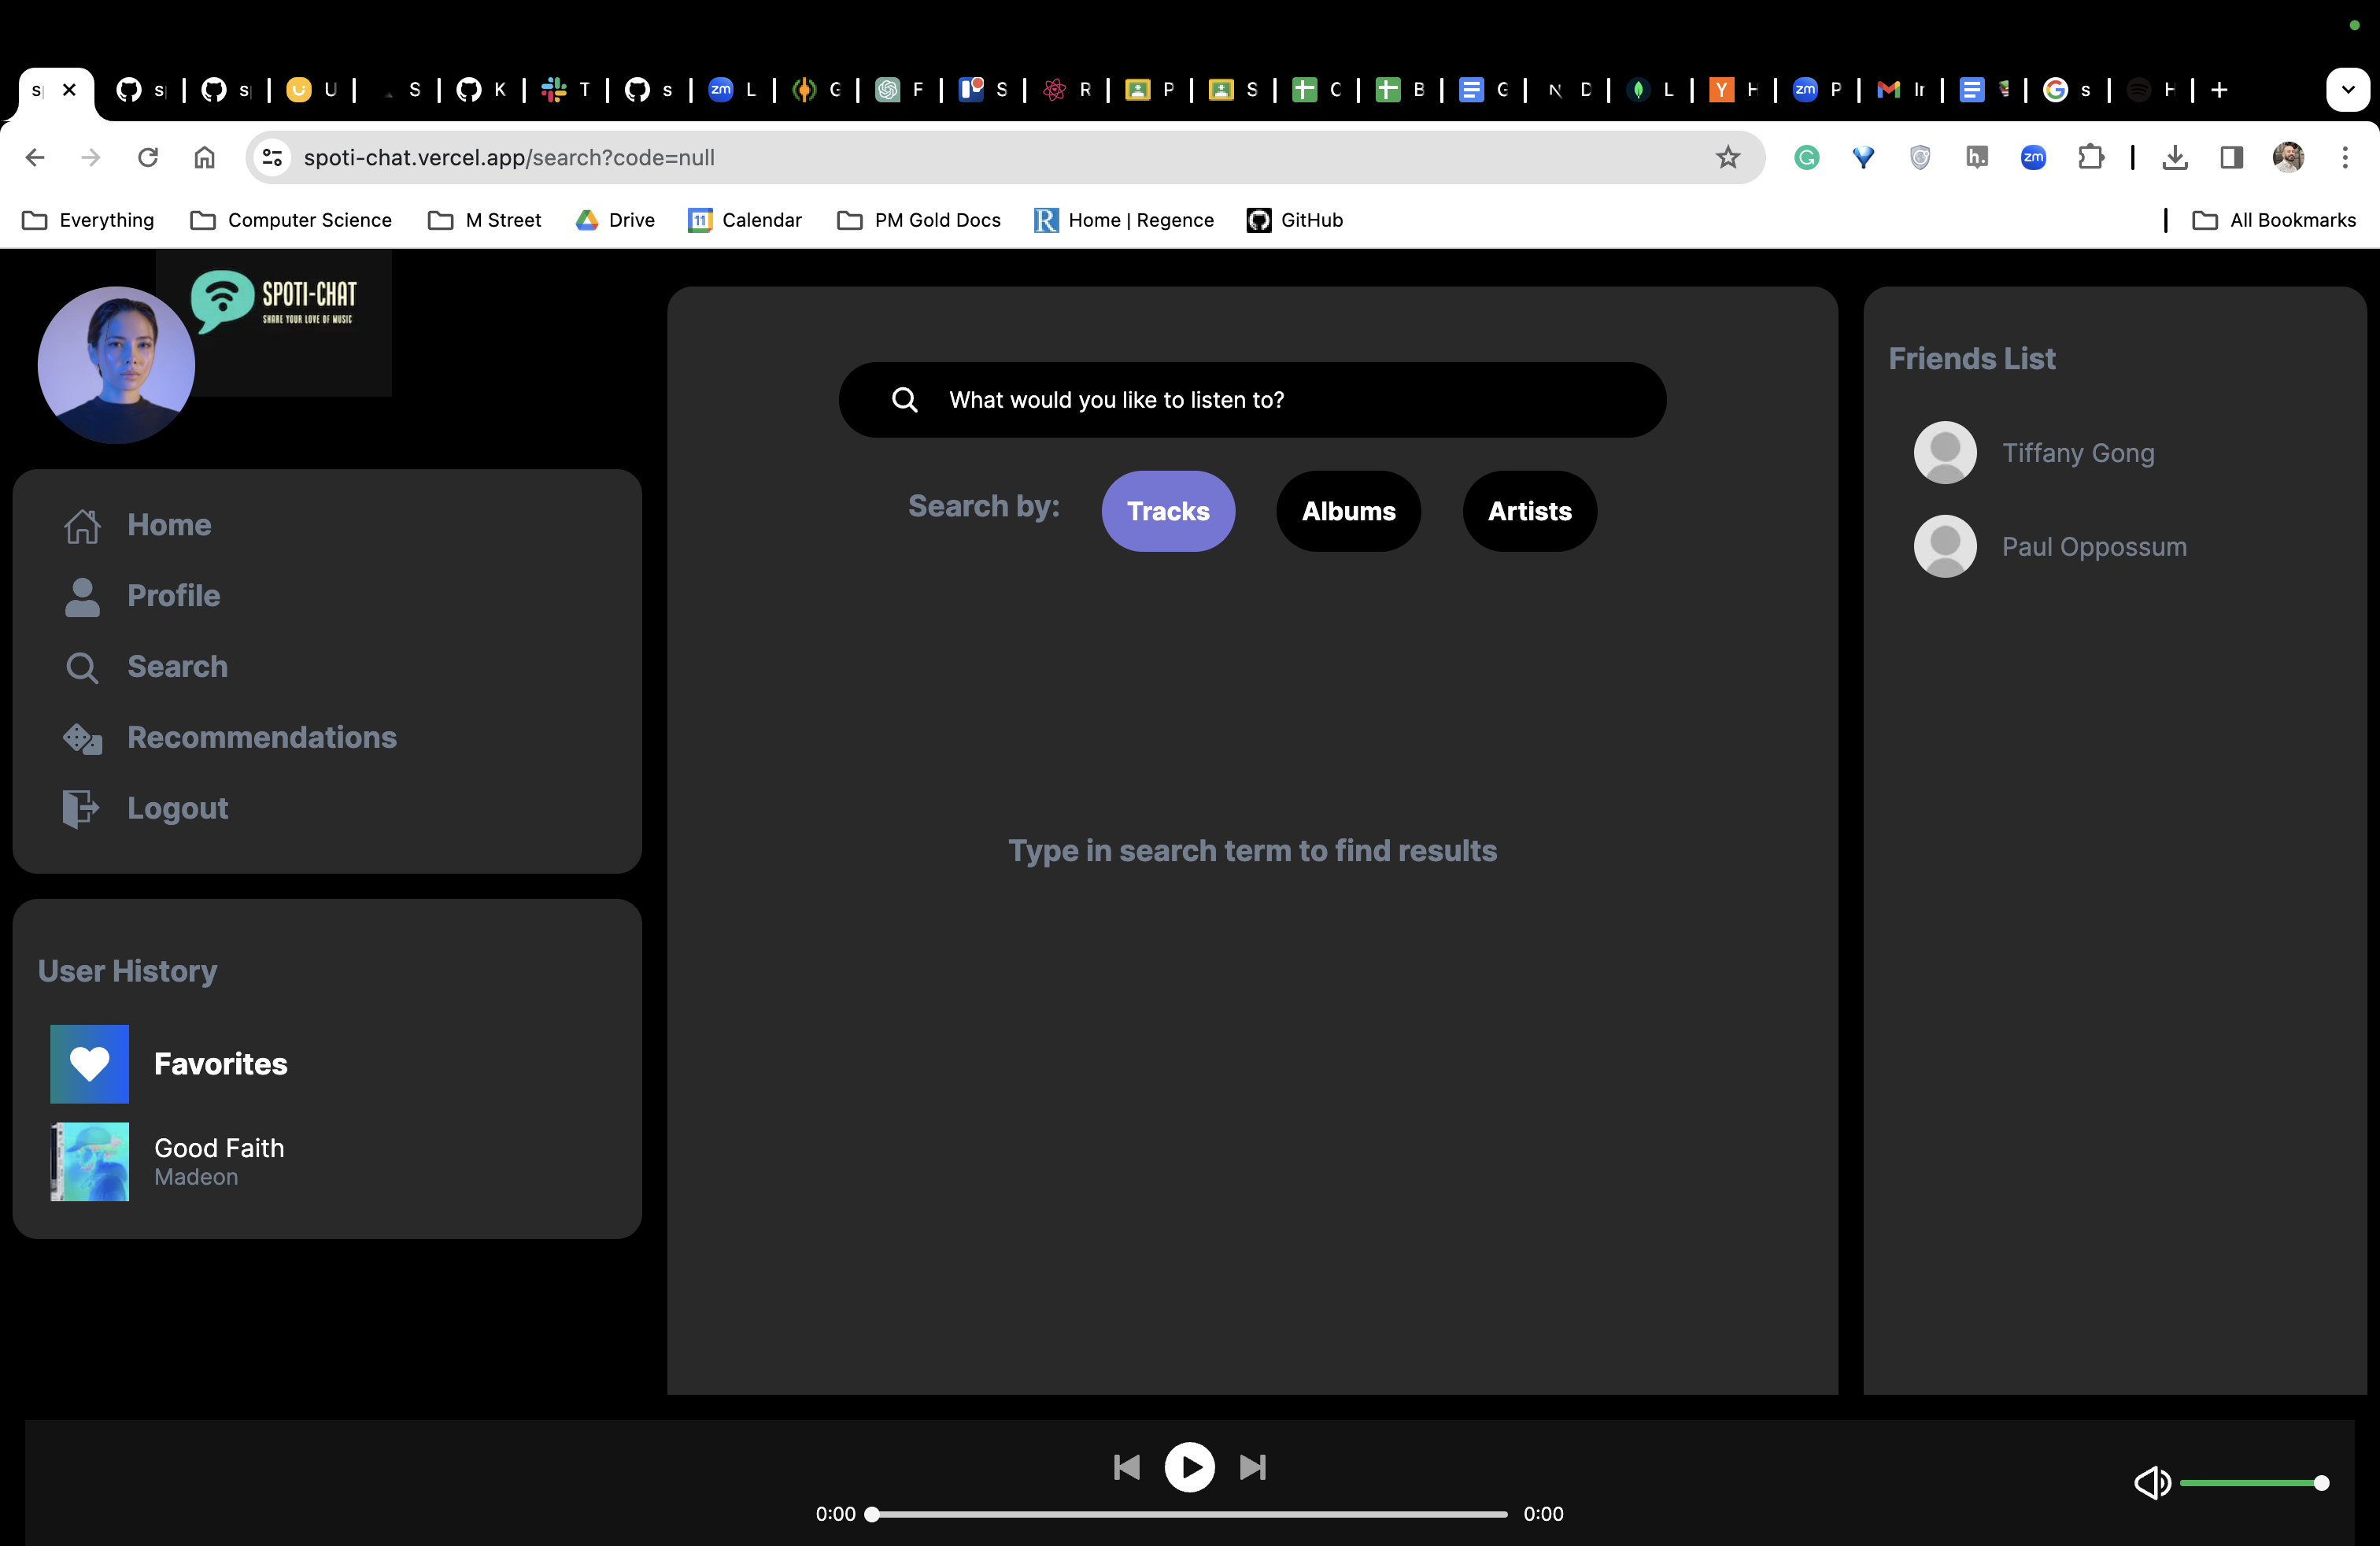 s S S U S K T s L G F S R P S C B G D L H P Ir s H
spoti-chat.vercel.app/search?code=null
Everything Computer Science M Street Drive Calendar PM Gold Docs Home | Regence GitHub All Bookmarks
SPOTI-CHAT
SHARE YOUR LOVE OF MUSIC
Home
Profile
Search
Recommendations
Logout
User History
Favorites
Good Faith
Madeon
What would you like to listen to?
Search by: Tracks Albums Artists
Type in search term to find results
Friends List
Tiffany Gong
Paul Oppossum
0:00 0:00